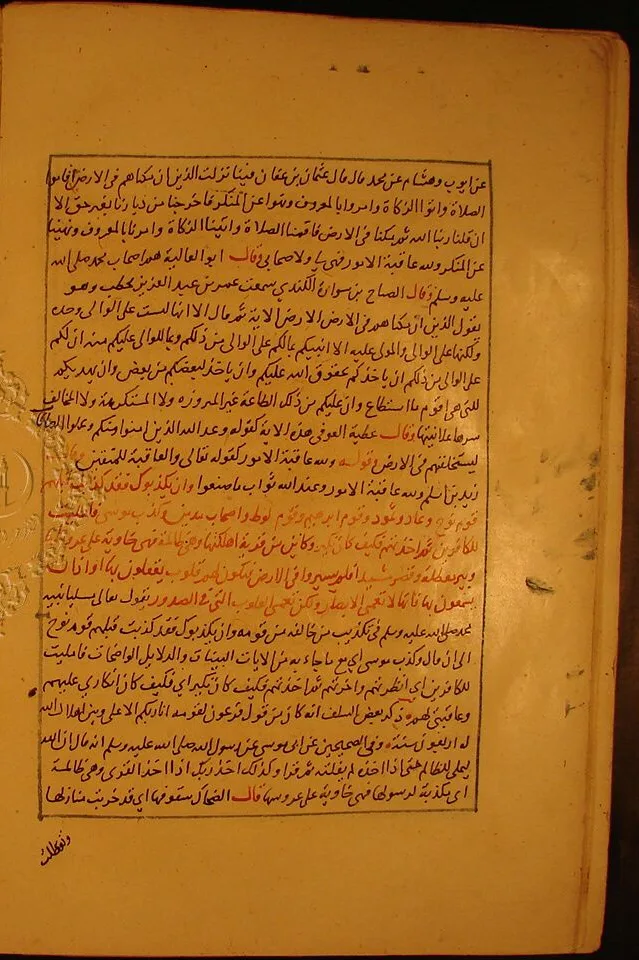 عن ايوب وهشام عن محمد قال قال عثمان بن عفان فينا نزلت الذين ان مكناهم في الارض اقاموا
الصلاة واتوا الزكاة وامروا بالمعروف ونهوا عن المنكر فاخرجنا من ديارنا بغير حق الا
ان قلنا ربنا الله ثم مكنا في الارض فاقمنا الصلاة واتينا الزكاة وامرنا بالمعروف ونهينا
عن المنكر ولله عاقبة الامور فهي لي ولاصحابي وقال ابو العالية هم اصحاب محمد صلى الله
عليه وسلم وقال الصباح بن سوادة الكندي سمعت عمر بن عبد العزيز يخطب وهو
يقول الذين ان مكناهم في الارض الاية ثم قال الا انها ليست على الوالي وحده
ولكنها على الوالي والمولى عليه الا انبيكم بمالكم على الوالي من ذلكم وبما للوالي عليكم منه ان لكم
على الوالي من ذلكم ان ياخذكم بحقوق الله عليكم وان ياخذ لبعضكم من بعض وان يهديكم
للتي هي اقوم ما استطاع وان عليكم من ذلك الطاعة غير المبزوزه ولا المستكرهة ولا المخالف
سرها علانيتها وقال عطية العوفي هذه الاية كقوله وعد الله الذين امنوا منكم وعملوا الصالحات
ليستخلفنهم في الارض وقوله ولله عاقبة الامور كقوله تعالى والعاقبة للمتقين وقال
زيد بن اسلم ولله عاقبة الامور وعند الله ثواب ما صنعوا وان يكذبوك فقد كذبت قبلهم
قوم نوح وعاد وثمود وقوم ابرهيم وقوم لوط واصحاب مدين وكذب موسى فامليت
للكافرين ثم اخذتهم فكيف كان نكير وكاين من قرية اهلكتها وهي ظالمة فهي خاوية على عروشها
وبير معطلة وقصر مشيد افلم يسيروا في الارض فتكون لهم قلوب يعقلون بها او اذان
يسمعون بها فانها لا تعمى الابصار ولكن تعمى القلوب التي في الصدور يقول تعالى مسليا لنبيه
محمد صلى الله عليه وسلم في تكذيب من خالفه من قومه وان يكذبوك فقد كذبت قبلهم قوم نوح
الى ان قال وكذب موسى اي مع ما جاء به من الايات البينات والدلايل الواضحات فامليت
للكافرين اي انظرتهم واخرتهم ثم اخذتهم فكيف كان نكير اي فكيف كان انكاري عليهم
وعاقبتي لهم ذكر بعض السلف انه كان بين قول فرعون لقومه انا ربكم الاعلى وبين اهلاك الله
له اربعون سنة وفي الصحيحين عن ابي موسى عن رسول الله صلى الله عليه وسلم انه قال ان الله
يملي للظالم حتى اذا اخذه لم يفلته ثم قرا وكذلك اخذ ربك اذا اخذ القرى وهي ظالمة
اي مكذبة لرسولها فهي خاوية على عروشها قال الضحاك سقوفها اي قد خربت منازلها
وتعطلت